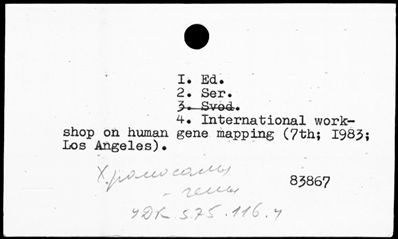 I. Ed.
2. Ser.
3. Svod.
4. International work-
shop on human gene mapping (7th; I983;
Los Angeles).
Хромосомы
- гены
83867
УДК 575.116.4